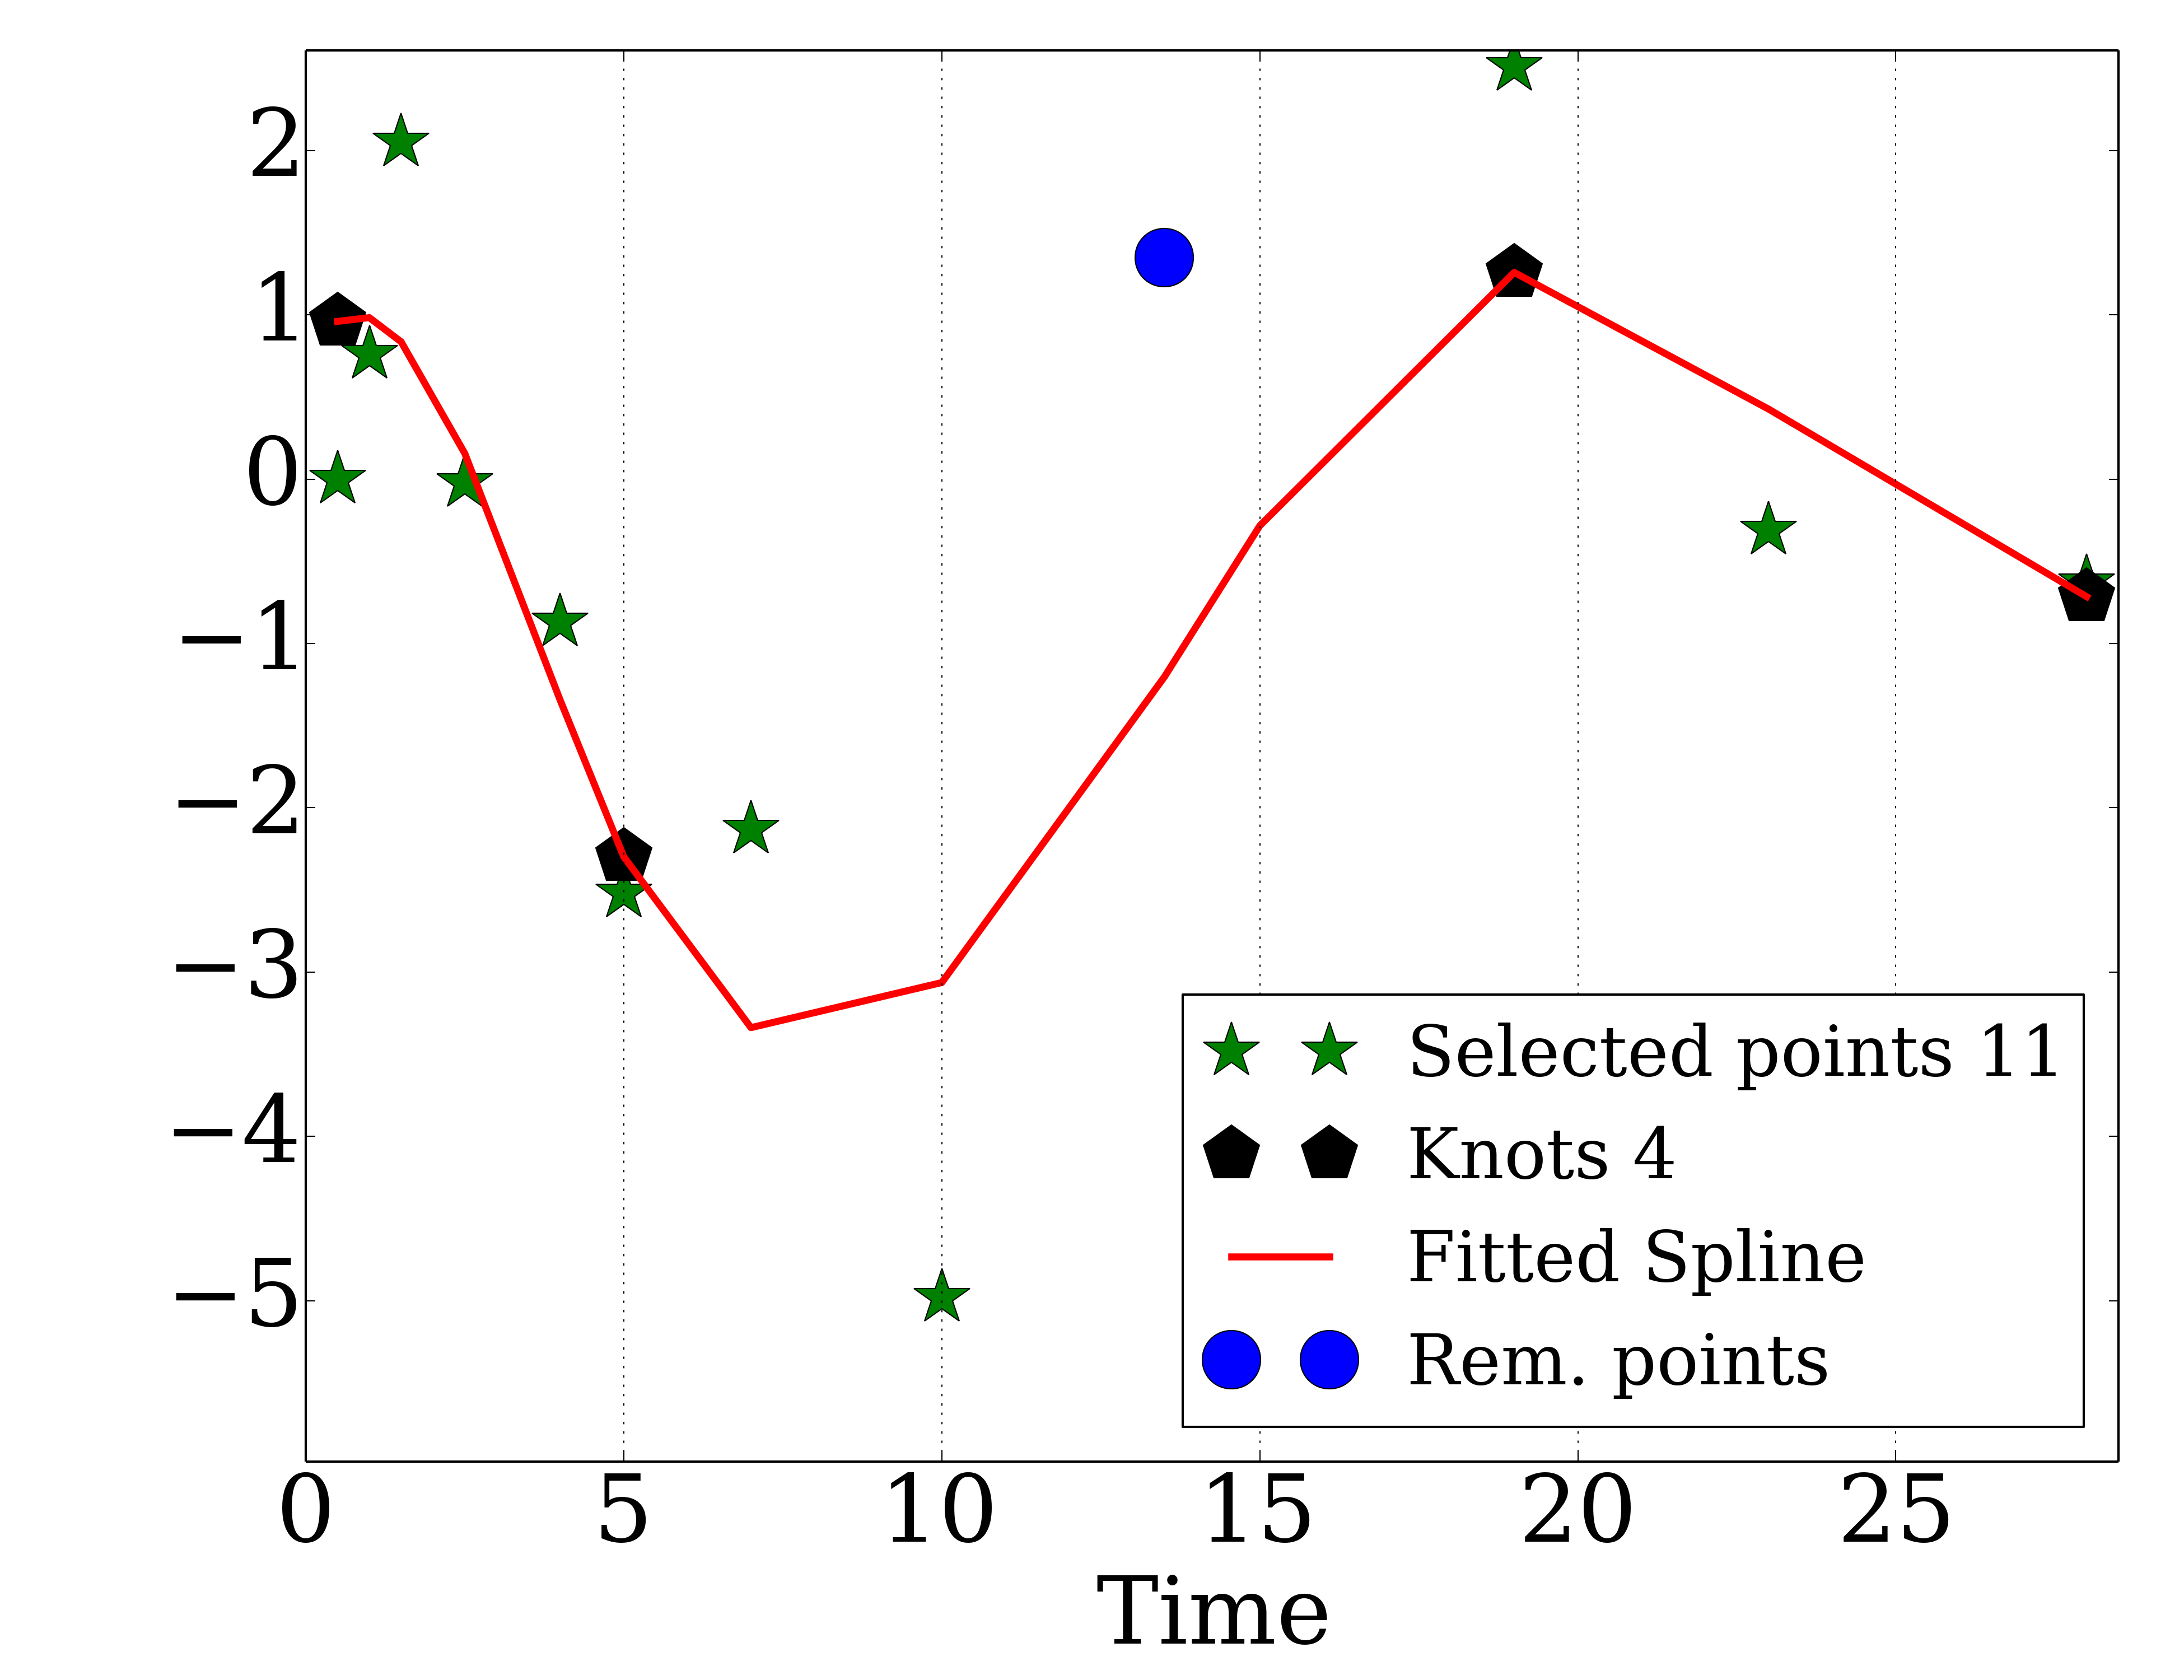 2
1
0
−1
−2
−3
−4
−5
0 5 10 15 20 25
Time
Selected points 11
Knots 4
Fitted Spline
Rem. points